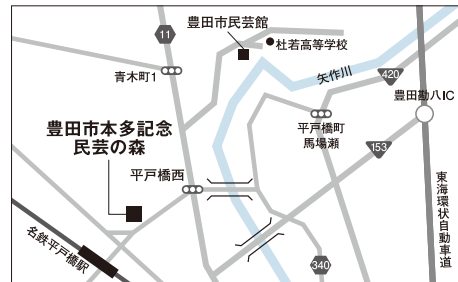 11
豊田市民芸館
杜若高等学校
青木町1
矢作川
420
豊田勘八IC
豊田市本多記念
民芸の森
平戸橋町
馬場瀬
153
平戸橋西
東海環状自動車道
名鉄平戸橋駅
340